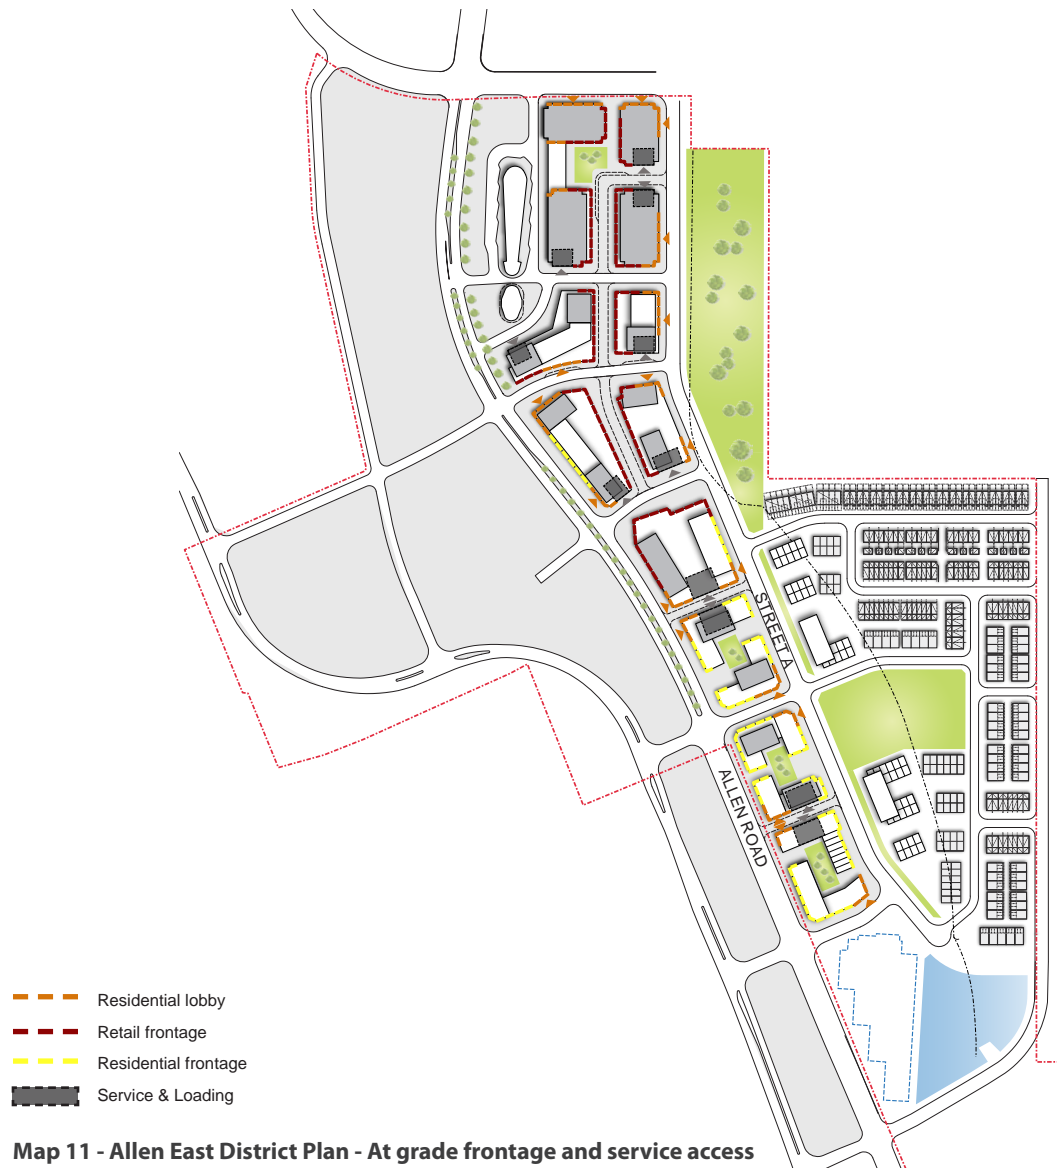 STREET A
ALLEN ROAD
Residential lobby
Retail frontage
Residential frontage
Service & Loading
Map 11 - Allen East District Plan - At grade frontage and service access